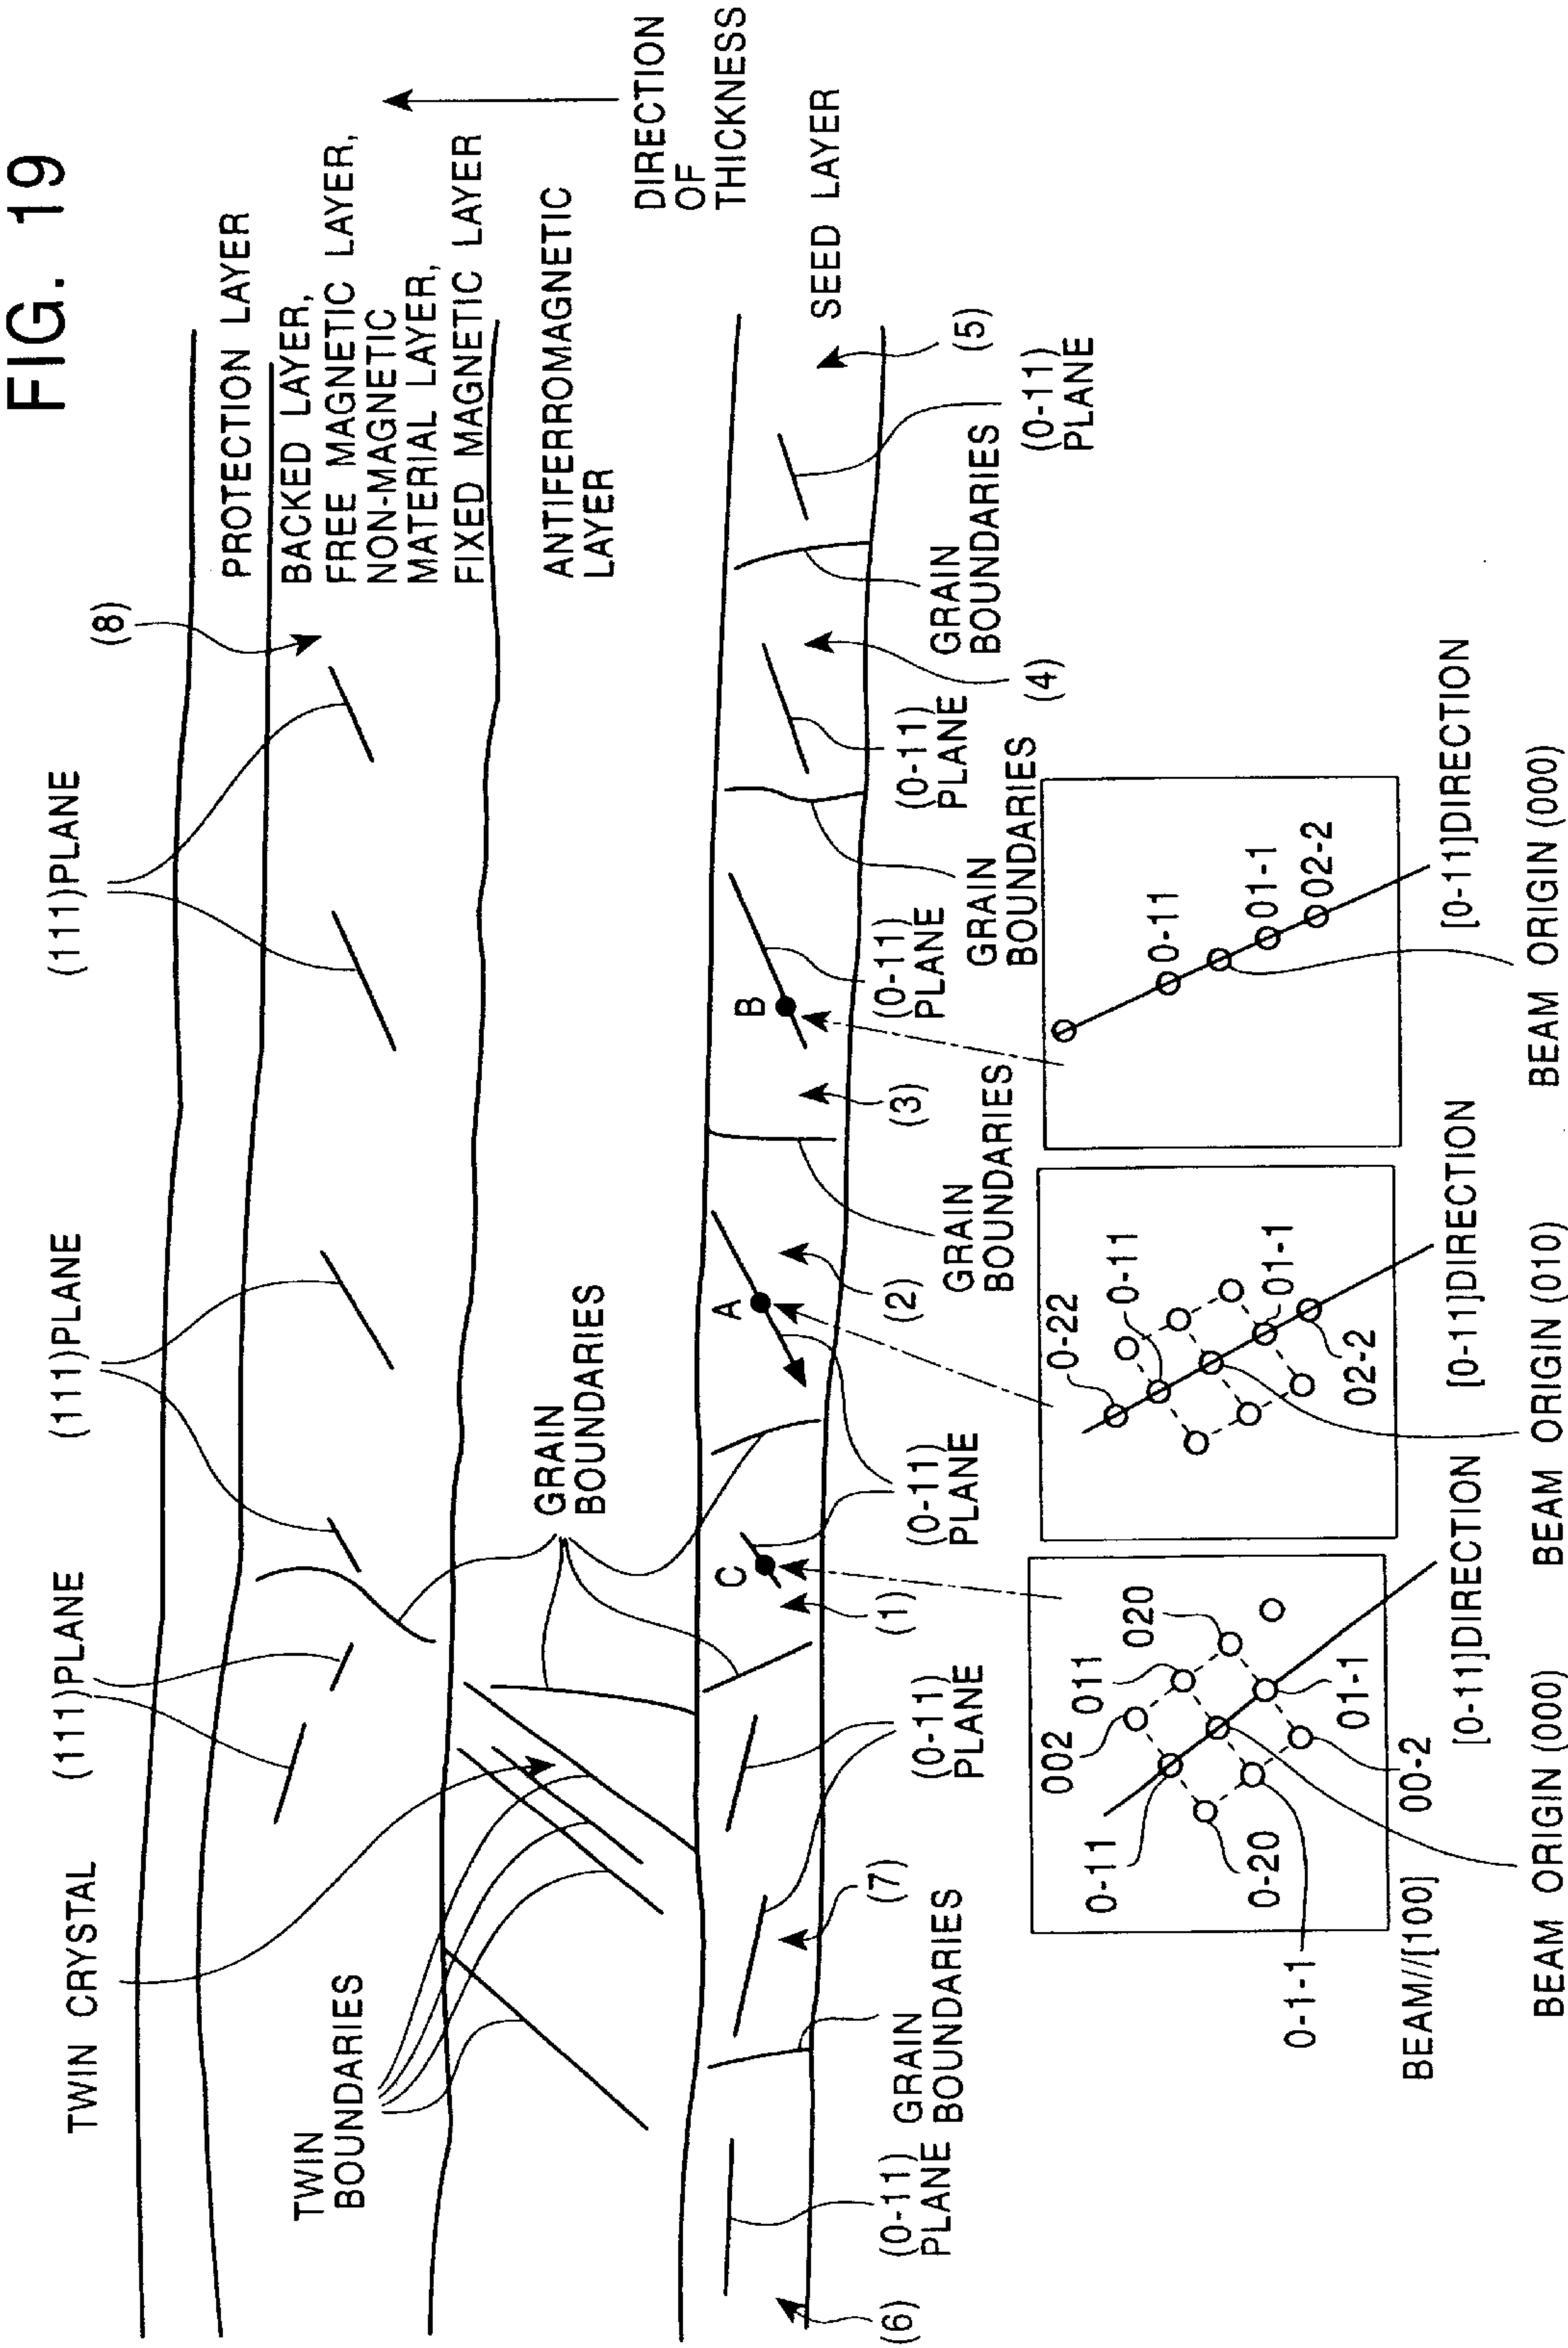 FIG. 19
TWIN CRYSTAL
(111)PLANE
(111)PLANE
(111)PLANE
(8)
PROTECTION LAYER
BACKED LAYER,
FREE MAGNETIC LAYER,
NON-MAGNETIC
MATERIAL LAYER,
FIXED MAGNETIC LAYER
TWIN
BOUNDARIES
GRAIN
BOUNDARIES
ANTIFERROMAGNETIC
LAYER
DIRECTION
OF
THICKNESS
SEED LAYER
C
A
B
(6)
(0-11)
PLANE
GRAIN
BOUNDARIES
(7)
(0-11)
PLANE
(1)
(0-11)
PLANE
(2)
GRAIN
BOUNDARIES
(3)
(0-11)
PLANE
GRAIN
BOUNDARIES
(0-11)
PLANE
(4)
GRAIN
BOUNDARIES
(0-11)
PLANE
(5)
002
011
020
0-11
0-20
01-1
00-2
0-1-1
BEAM//[100]
[0-11]DIRECTION
BEAM ORIGIN (000)
0-22
0-11
01-1
02-2
[0-11]DIRECTION
BEAM ORIGIN (010)
0-11
01-1
02-2
[0-11]DIRECTION
BEAM ORIGIN (000)